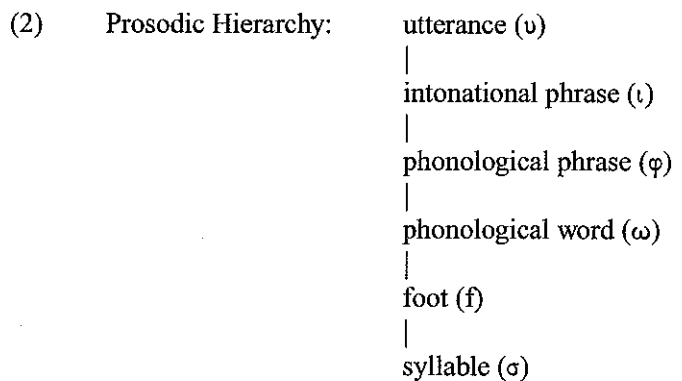 (2) Prosodic Hierarchy: utterance (υ)
intonational phrase (ι)
phonological phrase (φ)
phonological word (ω)
foot (f)
syllable (σ)